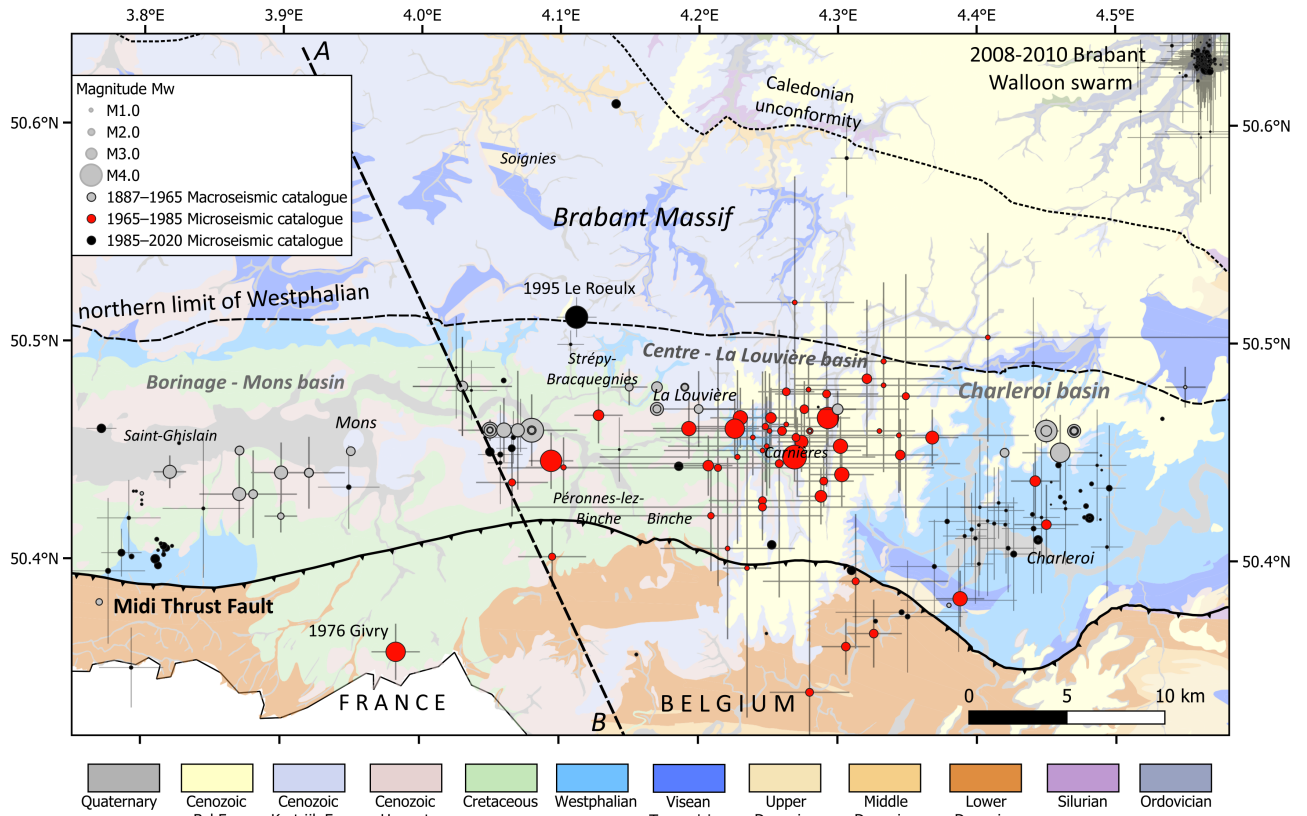 3.8°E 3.9°E 4.0°E 4.1°E 4.2°E 4.3°E 4.4°E 4.5°E
A
2008-2010 Brabant
Walloon swarm
Magnitude Mw
M1.0
M2.0
M3.0
M4.0
1887–1965 Macroseismic catalogue
1965–1985 Microseismic catalogue
1985–2020 Microseismic catalogue
Caledonian
unconformity
50.6°N
50.6°N
Soignies
Brabant Massif
1995 Le Roeulx
northern limit of Westphalian
50.5°N
50.5°N
Strépy-
Bracquegnies
Centre - La Louvière basin
Borinage - Mons basin
La Louvière
Charleroi basin
Mons
Saint-Ghislain
Carnières
Péronnes-lez-
Binche
Binche
50.4°N
50.4°N
Charleroi
Midi Thrust Fault
1976 Givry
FRANCE
BELGIUM
B
0 5 10 km
Quaternary
Cenozoic
Cenozoic
Cenozoic
Cretaceous
Westphalian
Visean
Upper
Middle
Lower
Silurian
Ordovician